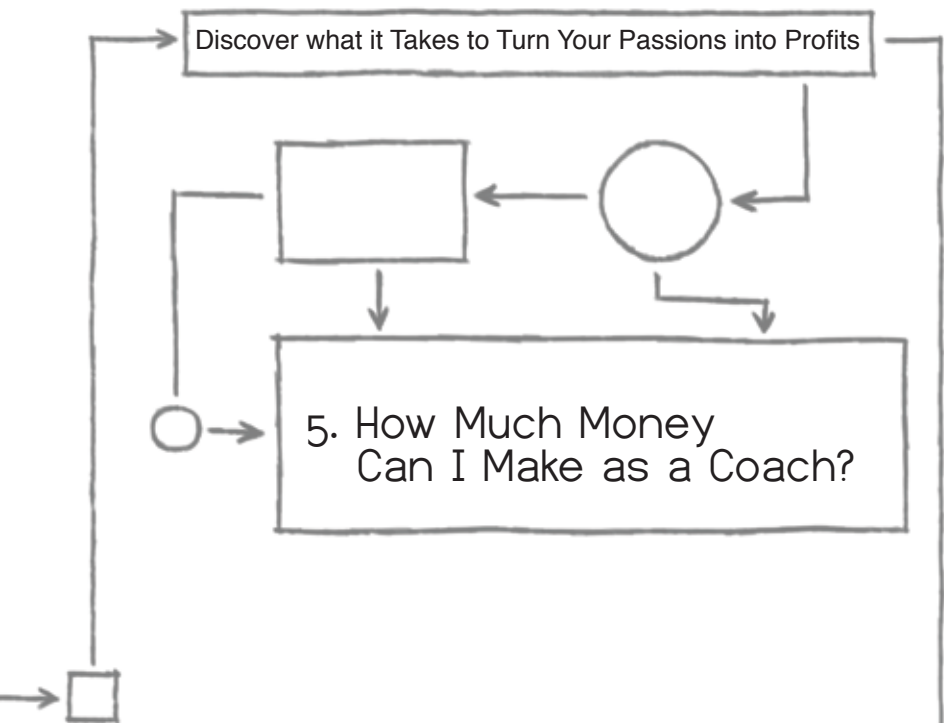 Discover what it Takes to Turn Your Passions into Profits
5. How Much Money
Can I Make as a Coach?